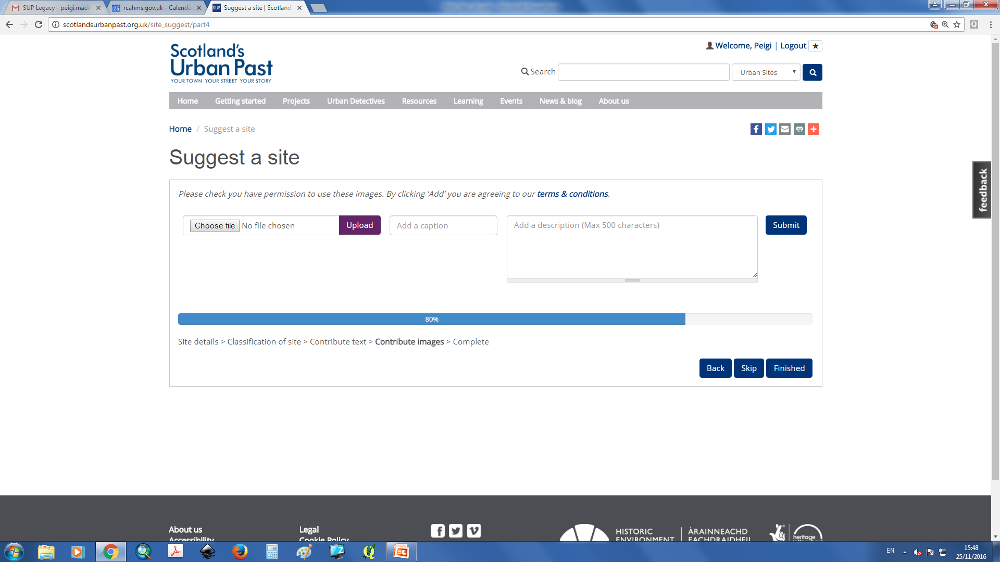 SUP Legacy - peigi.mack
25 rcahms.gov.uk - Calenda
SUP Suggest a site | Scotland
scotlandsurbanpast.org.uk/site_suggest/part4
Scotland's
Urban Past
YOUR TOWN YOUR STREET YOUR STORY
Welcome, Peigi | Logout
Search Urban Sites
Home Getting started Projects Urban Detectives Resources Learning Events News & blog About us
Home / Suggest a site
Suggest a site
feedback
Please check you have permission to use these images. By clicking 'Add' you are agreeing to our terms & conditions.
Choose file No file chosen Upload Add a caption Add a description (Max 500 characters) Submit
80%
Site details > Classification of site > Contribute text > Contribute images > Complete
Back Skip Finished
About us Legal
Accessibility Cookie Policy
HISTORIC ÀRAINNEACHD
ENVIRONMENT EACHDRAIDHEIL
heritage
EN 15:48
25/11/2016